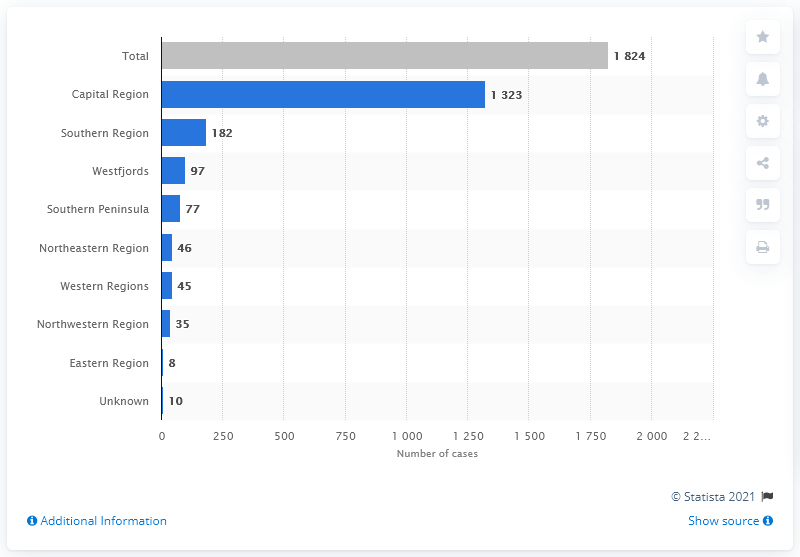 Total 1 824
Capital Region 1 323
Southern Region 182
Westfjords 97
Southern Peninsula 77
Northeastern Region 46
Western Regions 45
Northwestern Region 35
Eastern Region 8
Unknown 10
0 250 500 750 1 000 1 250 1 500 1 750 2 000 2 2...
Number of cases
© Statista 2021
Additional Information Show source